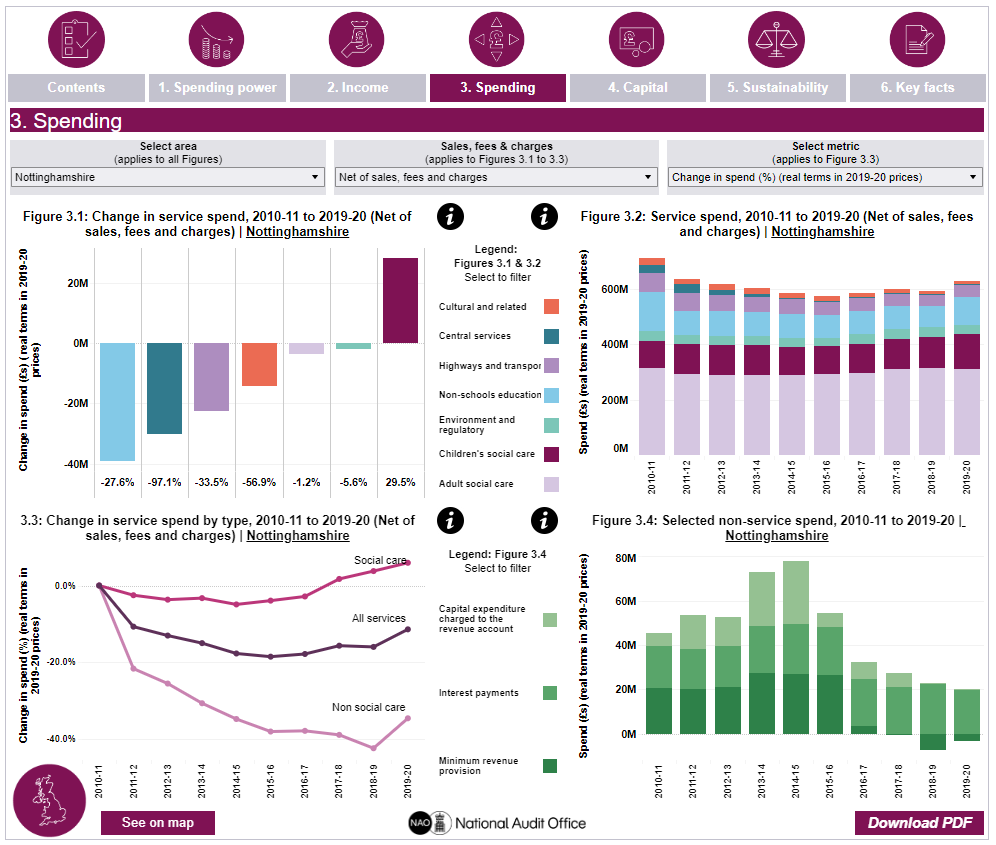 Contents
1. Spending power
2. Income
3. Spending
4. Capital
5. Sustainability
6. Key facts
3. Spending
Select area
(applies to all Figures)
Nottinghamshire
Sales, fees & charges
(applies to Figures 3.1 to 3.3)
Net of sales, fees and charges
Select metric
(applies to Figure 3.3)
Change in spend (%) (real terms in 2019-20 prices)
Figure 3.1: Change in service spend, 2010-11 to 2019-20 (Net of
sales, fees and charges) | Nottinghamshire
Change in spend (£s) (real terms in 2019-20
prices)
20M
0M
-20M
-40M
-27.6%
-97.1%
-33.5%
-56.9%
-1.2%
-5.6%
29.5%
Legend:
Figures 3.1 & 3.2
Select to filter
Cultural and related
Central services
Highways and transpor
Non-schools education
Environment and
regulatory
Children's social care
Adult social care
Figure 3.2: Service spend, 2010-11 to 2019-20 (Net of sales, fees
and charges) | Nottinghamshire
Spend (£s) (real terms in 2019-20 prices)
600M
400M
200M
0M
2010-11
2011-12
2012-13
2013-14
2014-15
2015-16
2016-17
2017-18
2018-19
2019-20
3.3: Change in service spend by type, 2010-11 to 2019-20 (Net of
sales, fees and charges) | Nottinghamshire
Change in spend (%) (real terms in
2019-20 prices)
0.0%
-20.0%
-40.0%
Social care
All services
Non social care
2010-11
2011-12
2012-13
2013-14
2014-15
2015-16
2016-17
2017-18
2018-19
2019-20
Legend: Figure 3.4
Select to filter
Capital expenditure
charged to the
revenue account
Interest payments
Minimum revenue
provision
Figure 3.4: Selected non-service spend, 2010-11 to 2019-20 |
Nottinghamshire
Spend (£s) (real terms in 2019-20 prices)
80M
60M
40M
20M
0M
2010-11
2011-12
2012-13
2013-14
2014-15
2015-16
2016-17
2017-18
2018-19
2019-20
See on map
NAO
National Audit Office
Download PDF